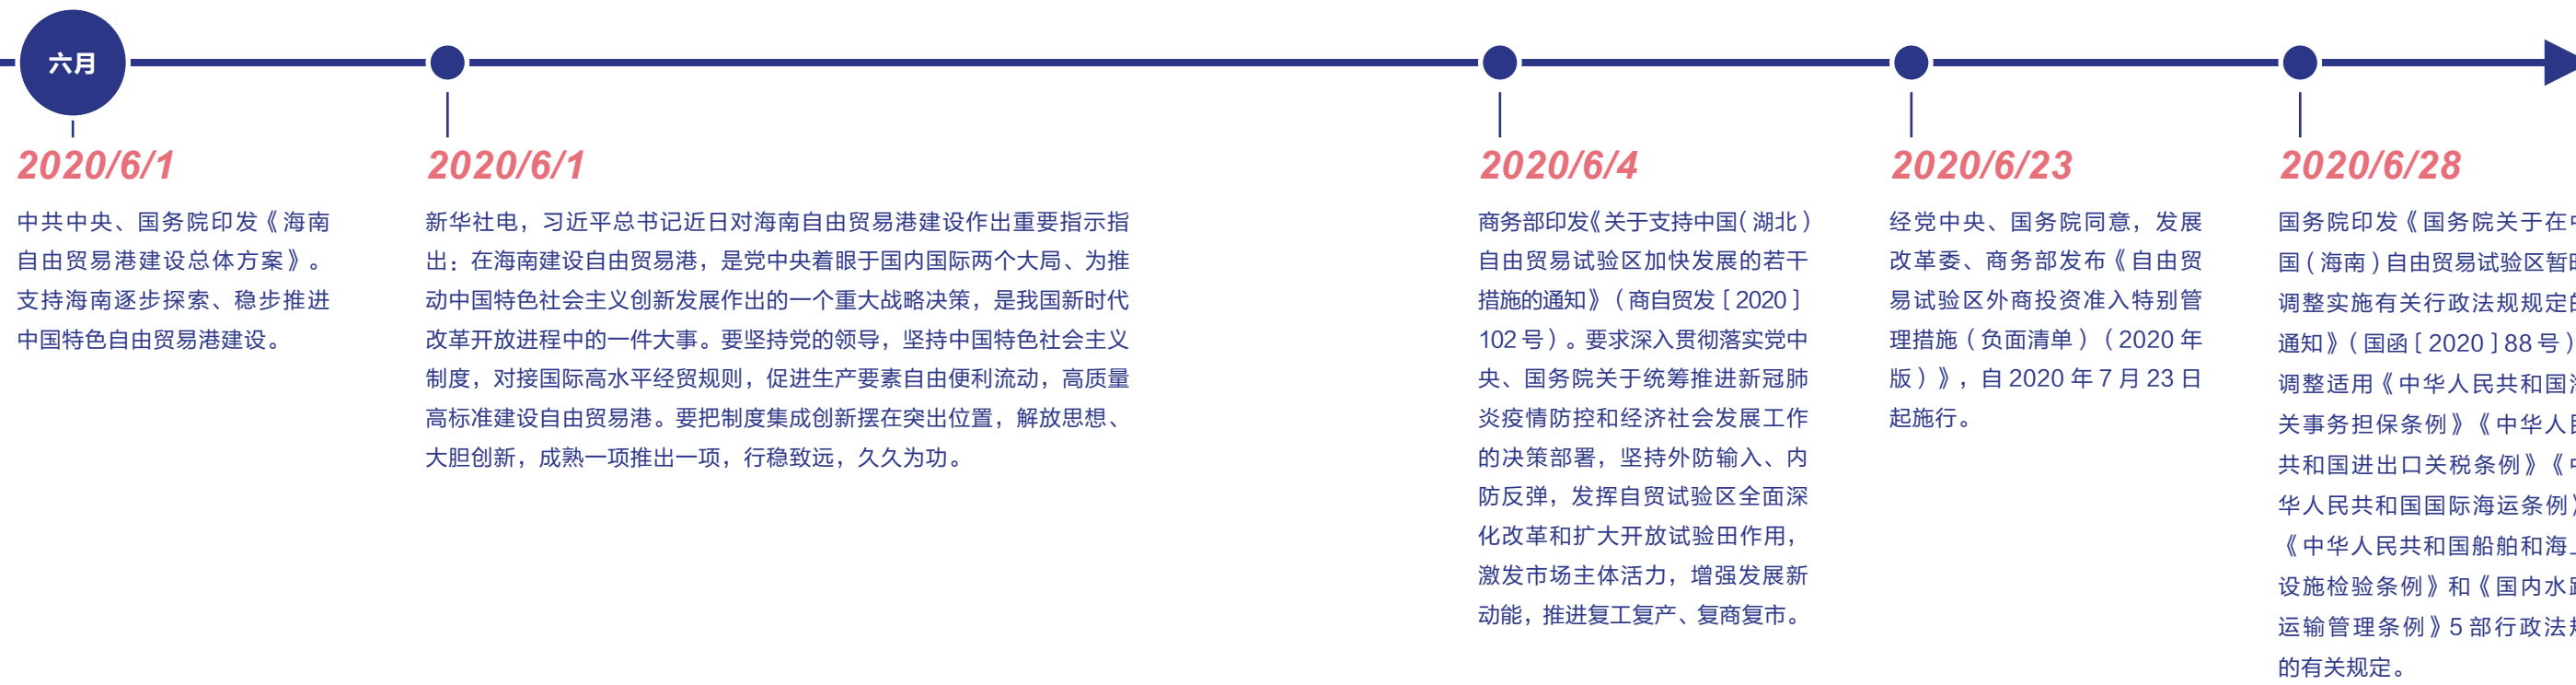 六月
2020/6/1
中共中央、国务院印发《海南
自由贸易港建设总体方案》。
支持海南逐步探索、稳步推进
中国特色自由贸易港建设。
2020/6/1
新华社电，习近平总书记近日对海南自由贸易港建设作出重要指示指
出：在海南建设自由贸易港，是党中央着眼于国内国际两个大局、为推
动中国特色社会主义创新发展作出的一个重大战略决策，是我国新时代
改革开放进程中的一件大事。要坚持党的领导，坚持中国特色社会主义
制度，对接国际高水平经贸规则，促进生产要素自由便利流动，高质量
高标准建设自由贸易港。要把制度集成创新摆在突出位置，解放思想、
大胆创新，成熟一项推出一项，行稳致远，久久为功。
2020/6/4
商务部印发《关于支持中国（湖北）
自由贸易试验区加快发展的若干
措施的通知》（商自贸发［2020］
102 号）。要求深入贯彻落实党中
央、国务院关于统筹推进新冠肺
炎疫情防控和经济社会发展工作
的决策部署，坚持外防输入、内
防反弹，发挥自贸试验区全面深
化改革和扩大开放试验田作用，
激发市场主体活力，增强发展新
动能，推进复工复产、复商复市。
2020/6/23
经党中央、国务院同意，发展
改革委、商务部发布《自由贸
易试验区外商投资准入特别管
理措施（负面清单）（2020 年
版）》，自 2020 年 7 月 23 日
起施行。
2020/6/28
国务院印发《国务院关于在
国（海南）自由贸易试验区暂
调整实施有关行政法规规定
通知》（国函［2020］88 号）
调整适用《中华人民共和国
关事务担保条例》《中华人
共和国进出口关税条例》《
华人民共和国国际海运条例》
《中华人民共和国船舶和海
设施检验条例》和《国内水
运输管理条例》5 部行政法
的有关规定。